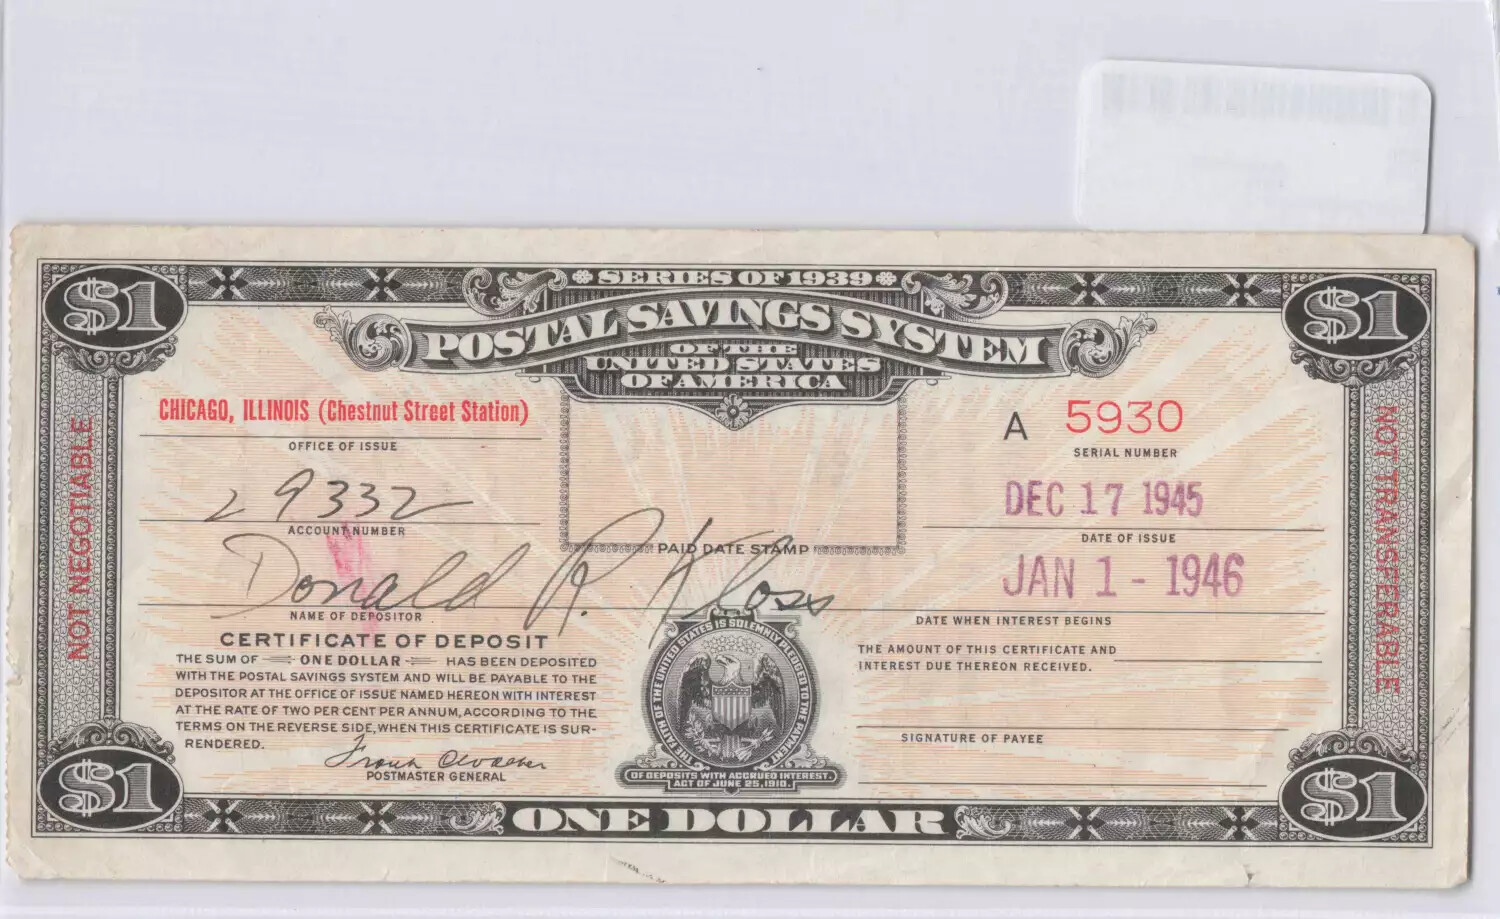 SERIES OF 1939
$1 $1
POSTAL SAVINGS SYSTEM
OF THE
UNITED STATES
OF AMERICA
CHICAGO, ILLINOIS (Chestnut Street Station)
OFFICE OF ISSUE
A 5930
SERIAL NUMBER
29332
ACCOUNT NUMBER
DEC 17 1945
DATE OF ISSUE
PAID DATE STAMP
Donald R. Kloss
NAME OF DEPOSITOR
JAN 1 - 1946
DATE WHEN INTEREST BEGINS
NOT NEGOTIABLE
NOT TRANSFERABLE
CERTIFICATE OF DEPOSIT
THE SUM OF ONE DOLLAR HAS BEEN DEPOSITED
WITH THE POSTAL SAVINGS SYSTEM AND WILL BE PAYABLE TO THE
DEPOSITOR AT THE OFFICE OF ISSUE NAMED HEREON WITH INTEREST
AT THE RATE OF TWO PER CENT PER ANNUM, ACCORDING TO THE
TERMS ON THE REVERSE SIDE, WHEN THIS CERTIFICATE IS SUR-
RENDERED.
Frank C Walker
POSTMASTER GENERAL
THE FAITH OF THE UNITED STATES IS SOLEMNLY PLEDGED TO THE PAYMENT
OF DEPOSITS WITH ACCRUED INTEREST.
ACT OF JUNE 25, 1910.
THE AMOUNT OF THIS CERTIFICATE AND
INTEREST DUE THEREON RECEIVED.
SIGNATURE OF PAYEE
$1 $1
ONE DOLLAR